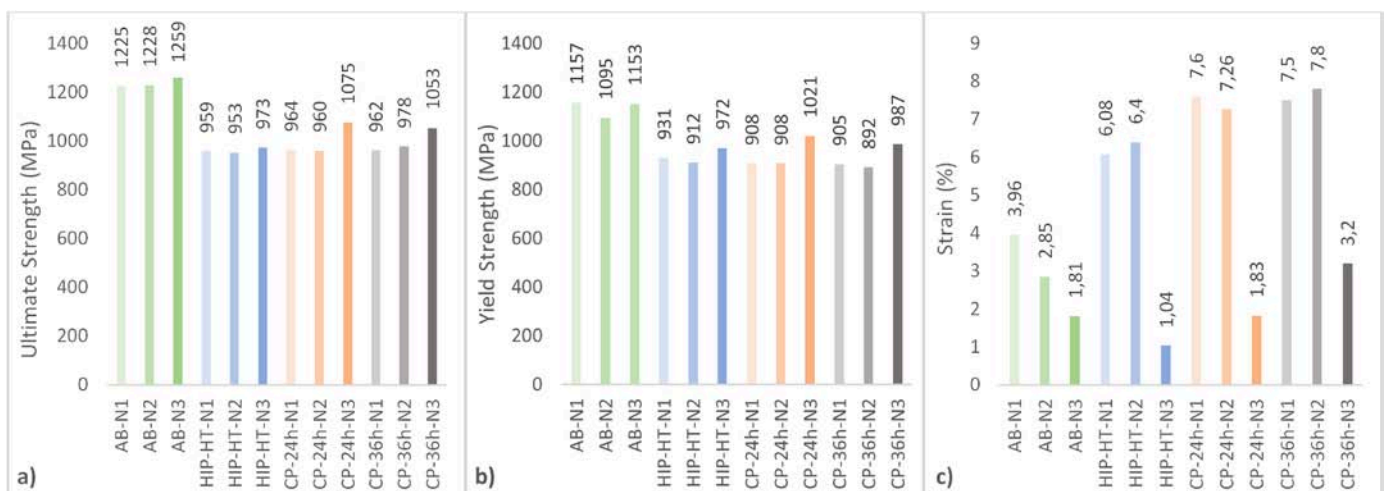 Ultimate Strength (MPa)
1400
1200
1000
800
600
400
200
0
1225
1228
1259
959
953
973
964
960
1075
962
978
1053
AB-N1
AB-N2
AB-N3
HIP-HT-N1
HIP-HT-N2
HIP-HT-N3
CP-24h-N1
CP-24h-N2
CP-24h-N3
CP-36h-N1
CP-36h-N2
CP-36h-N3
a)
Yield Strength (MPa)
1400
1200
1000
800
600
400
200
0
1157
1095
1153
931
912
972
908
908
1021
905
892
987
AB-N1
AB-N2
AB-N3
HIP-HT-N1
HIP-HT-N2
HIP-HT-N3
CP-24h-N1
CP-24h-N2
CP-24h-N3
CP-36h-N1
CP-36h-N2
CP-36h-N3
b)
Strain (%)
9
8
7
6
5
4
3
2
1
0
3,96
2,85
1,81
6,08
6,4
1,04
7,6
7,26
1,83
7,5
7,8
3,2
AB-N1
AB-N2
AB-N3
HIP-HT-N1
HIP-HT-N2
HIP-HT-N3
CP-24h-N1
CP-24h-N2
CP-24h-N3
CP-36h-N1
CP-36h-N2
CP-36h-N3
c)